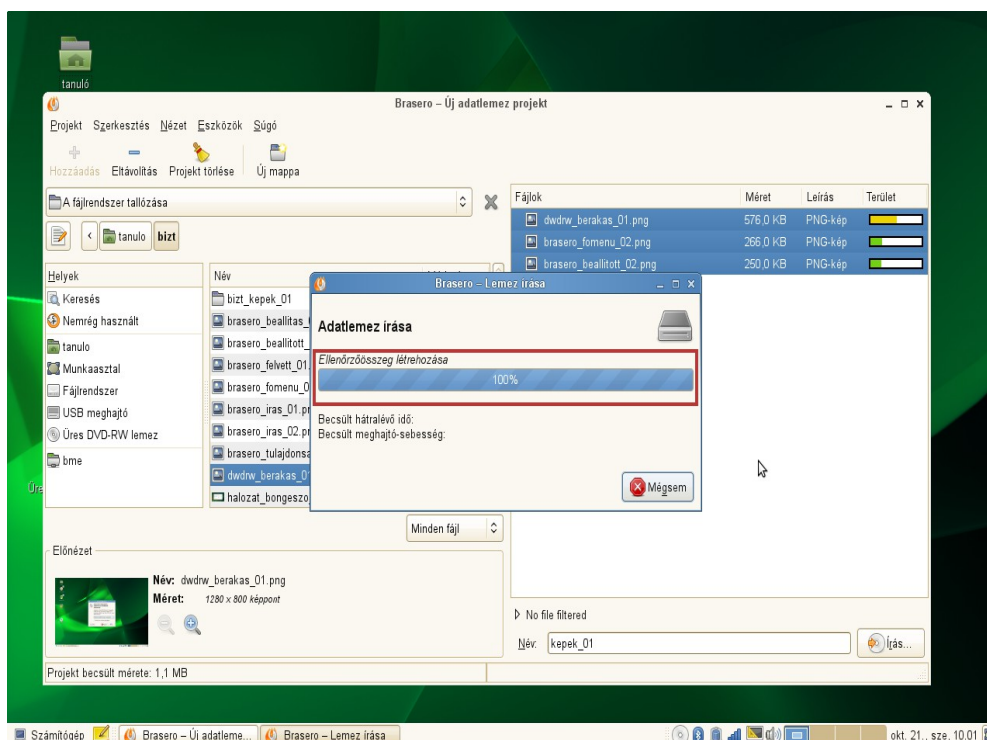 tanuló
Brasero – Új adatlemez projekt
Projekt Szerkesztés Nézet Eszközök Súgó
Hozzáadás Eltávolítás Projekt törlése Új mappa
A fájlrendszer tallózása
tanulo bizt
Helyek
Keresés
Nemrég használt
tanulo
Munkaasztal
Fájlrendszer
USB meghajtó
Üres DVD-RW lemez
bme
Név
bizt_kepek_01
brasero_beallitas_
brasero_beallitott_
brasero_felvett_01
brasero_fomenu_0
brasero_iras_01.pr
brasero_iras_02.pr
brasero_tulajdonsa
dwdrw_berakas_0
halozat_bongeszo
Minden fájl
Előnézet
Név: dwdrw_berakas_01.png
Méret: 1280 x 800 képpont
Projekt becsült mérete: 1,1 MB
Fájlok Méret Leírás Terület
dwdrw_berakas_01.png 576,0 KB PNG-kép
brasero_fomenu_02.png 266,0 KB PNG-kép
brasero_beallitott_02.png 250,0 KB PNG-kép
No file filtered
Név: kepek_01
Írás...
Brasero – Lemez írása
Adatlemez írása
Ellenőrzőösszeg létrehozása
100%
Becsült hátralévő idő:
Becsült meghajtó-sebesség:
Mégsem
Számítógép Brasero – Új adatleme... Brasero – Lemez írása okt. 21., sze, 10.01